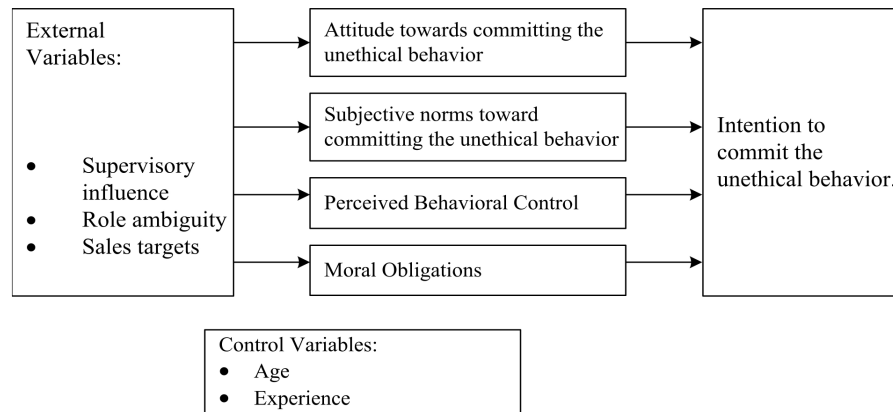 External
Variables:
• Supervisory
influence
• Role ambiguity
• Sales targets
Attitude towards committing the
unethical behavior
Subjective norms toward
committing the unethical behavior
Perceived Behavioral Control
Moral Obligations
Intention to
commit the
unethical behavior.
Control Variables:
• Age
• Experience